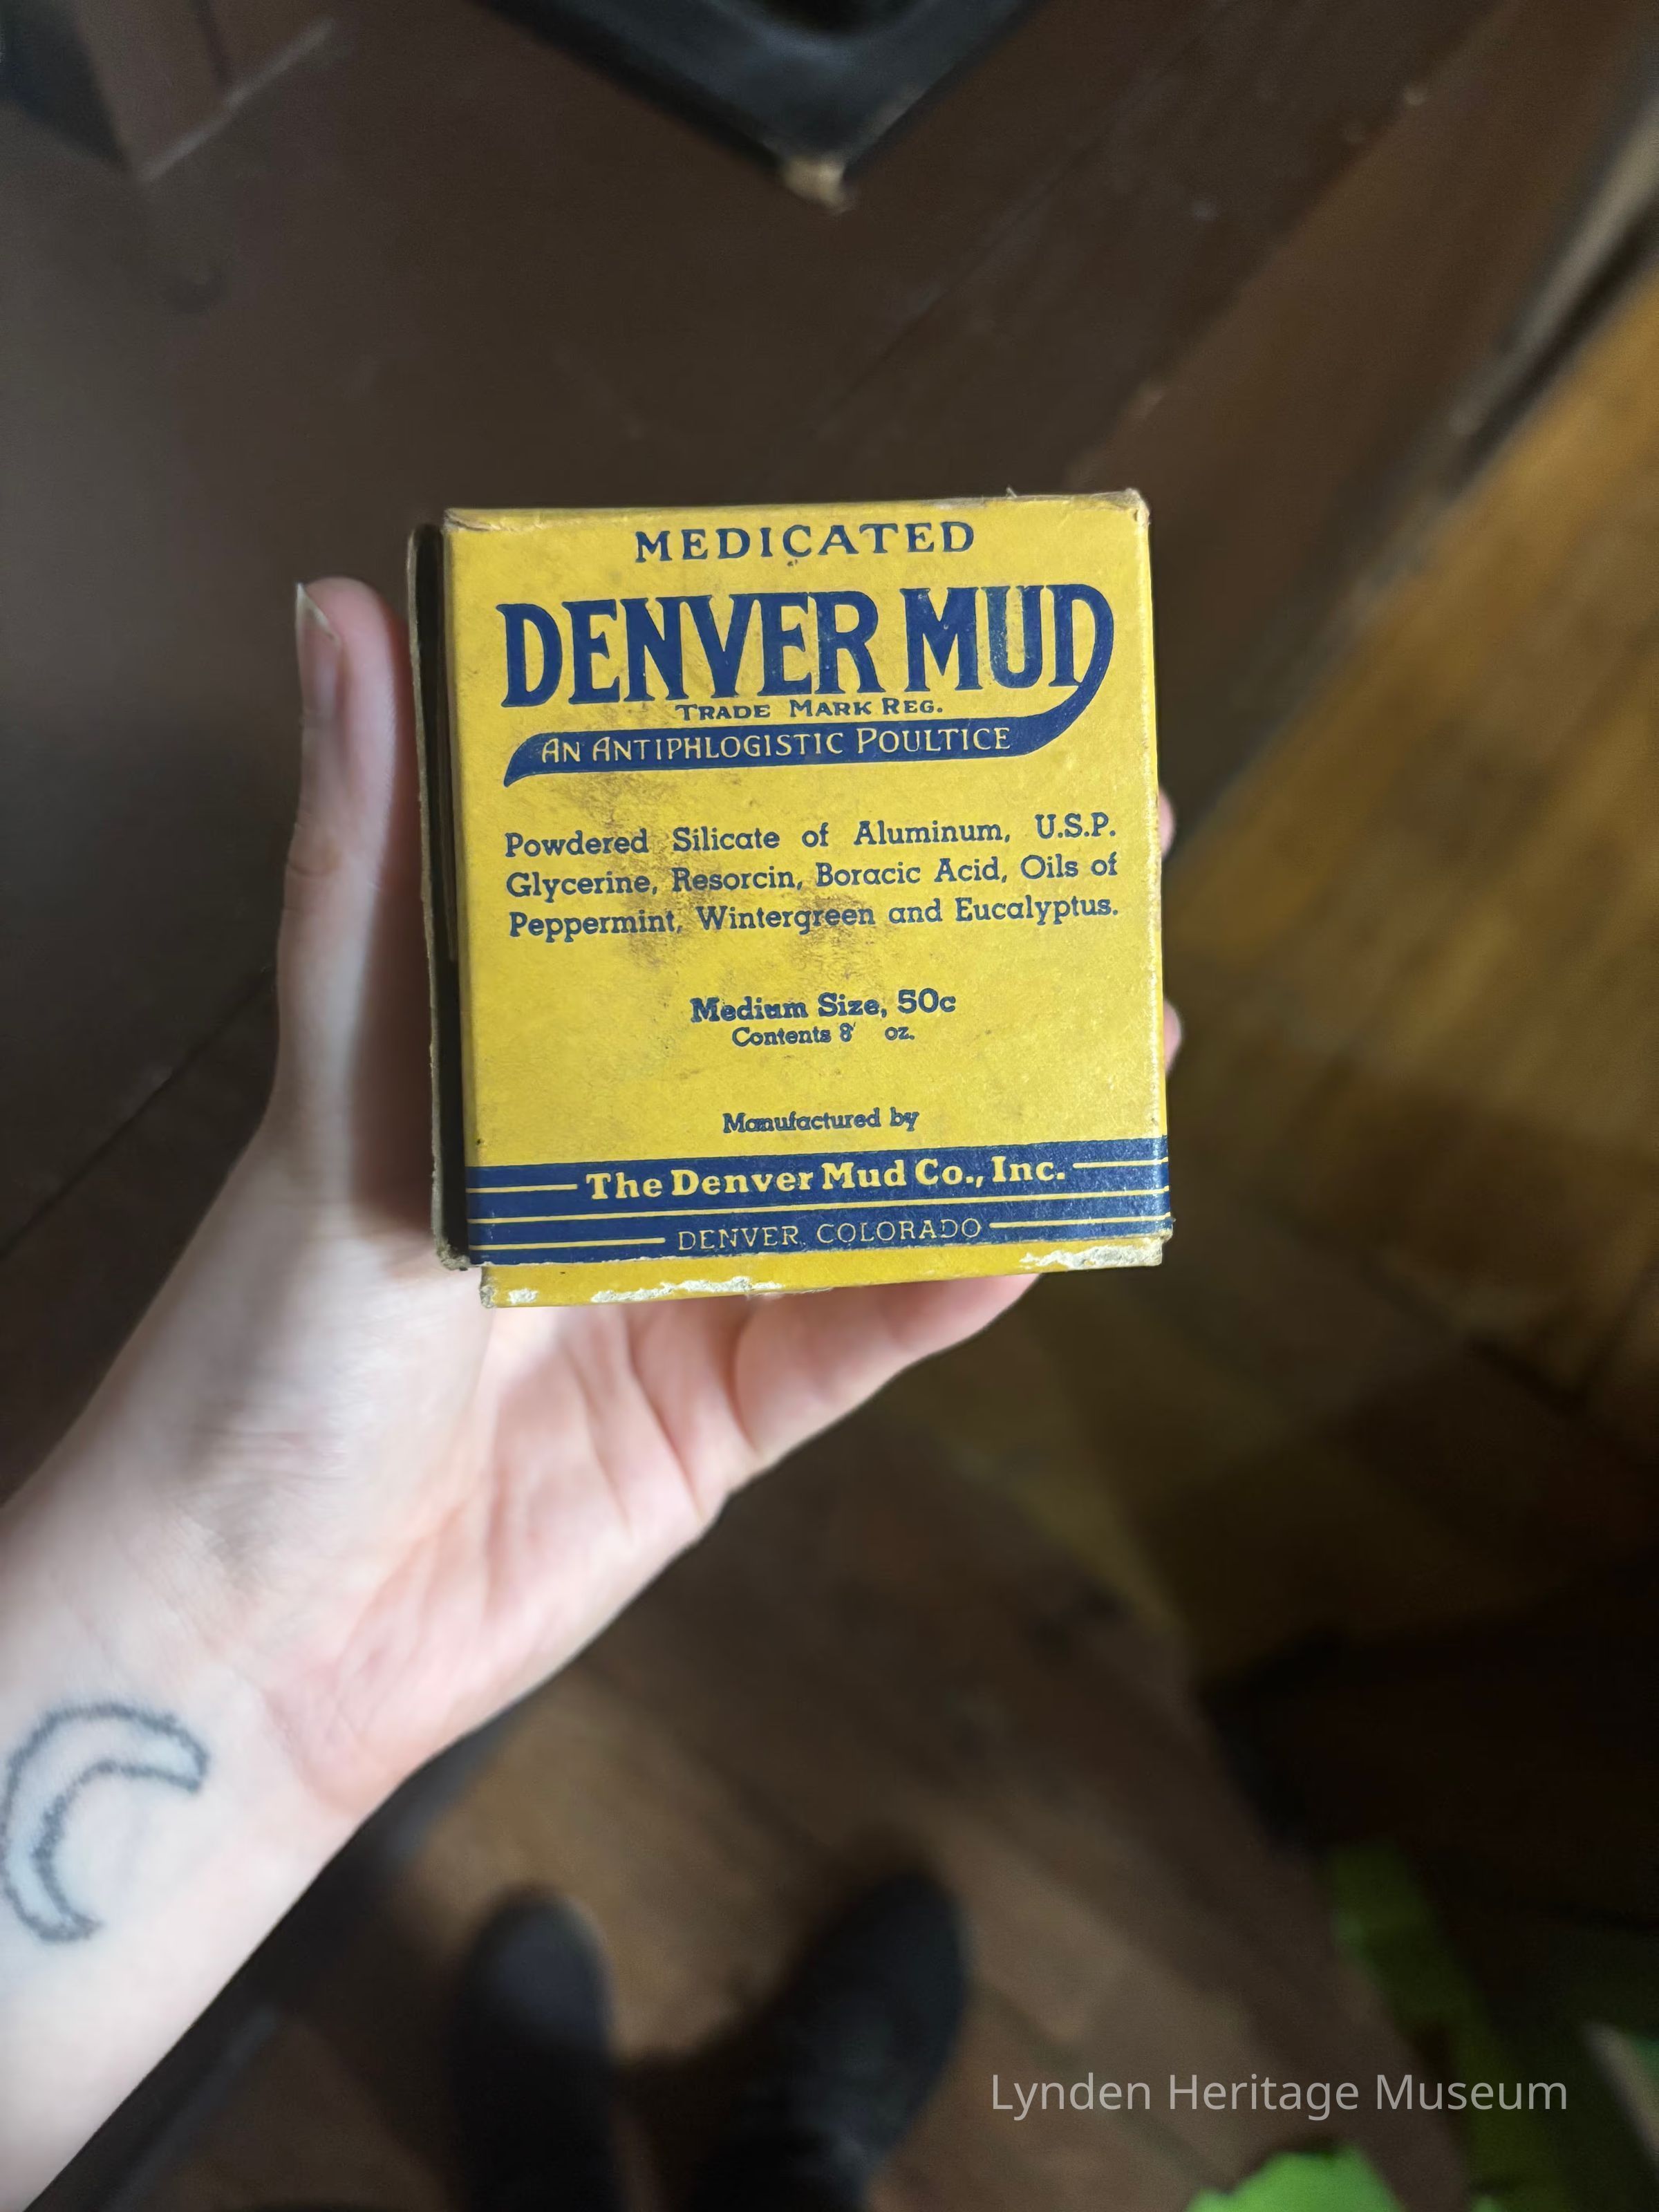 MEDICATED
DENVER MUD
TRADE MARK REG.
AN ANTIPHLOGISTIC POULTICE
Powdered Silicate of Aluminum, U.S.P.
Glycerine, Resorcin, Boracic Acid, Oils of
Peppermint, Wintergreen and Eucalyptus.
Medium Size, 50c
Contents 8 oz.
Manufactured by
The Denver Mud Co., Inc.
DENVER COLORADO
Lynden Heritage Museum